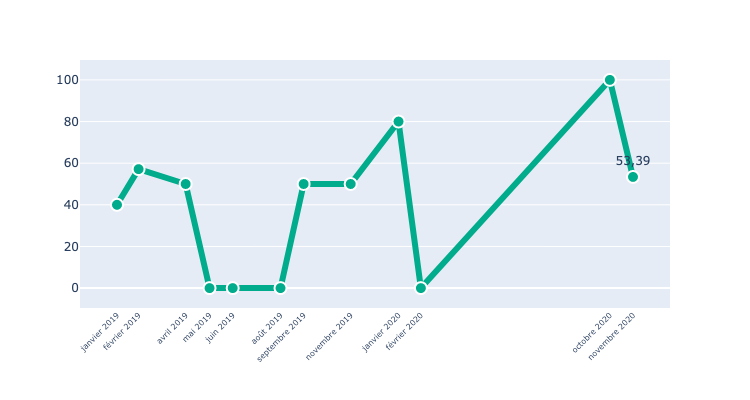 100
80
60
40
20
0
53,39
janvier 2019
février 2019
avril 2019
mai 2019
juin 2019
août 2019
septembre 2019
novembre 2019
janvier 2020
février 2020
octobre 2020
novembre 2020